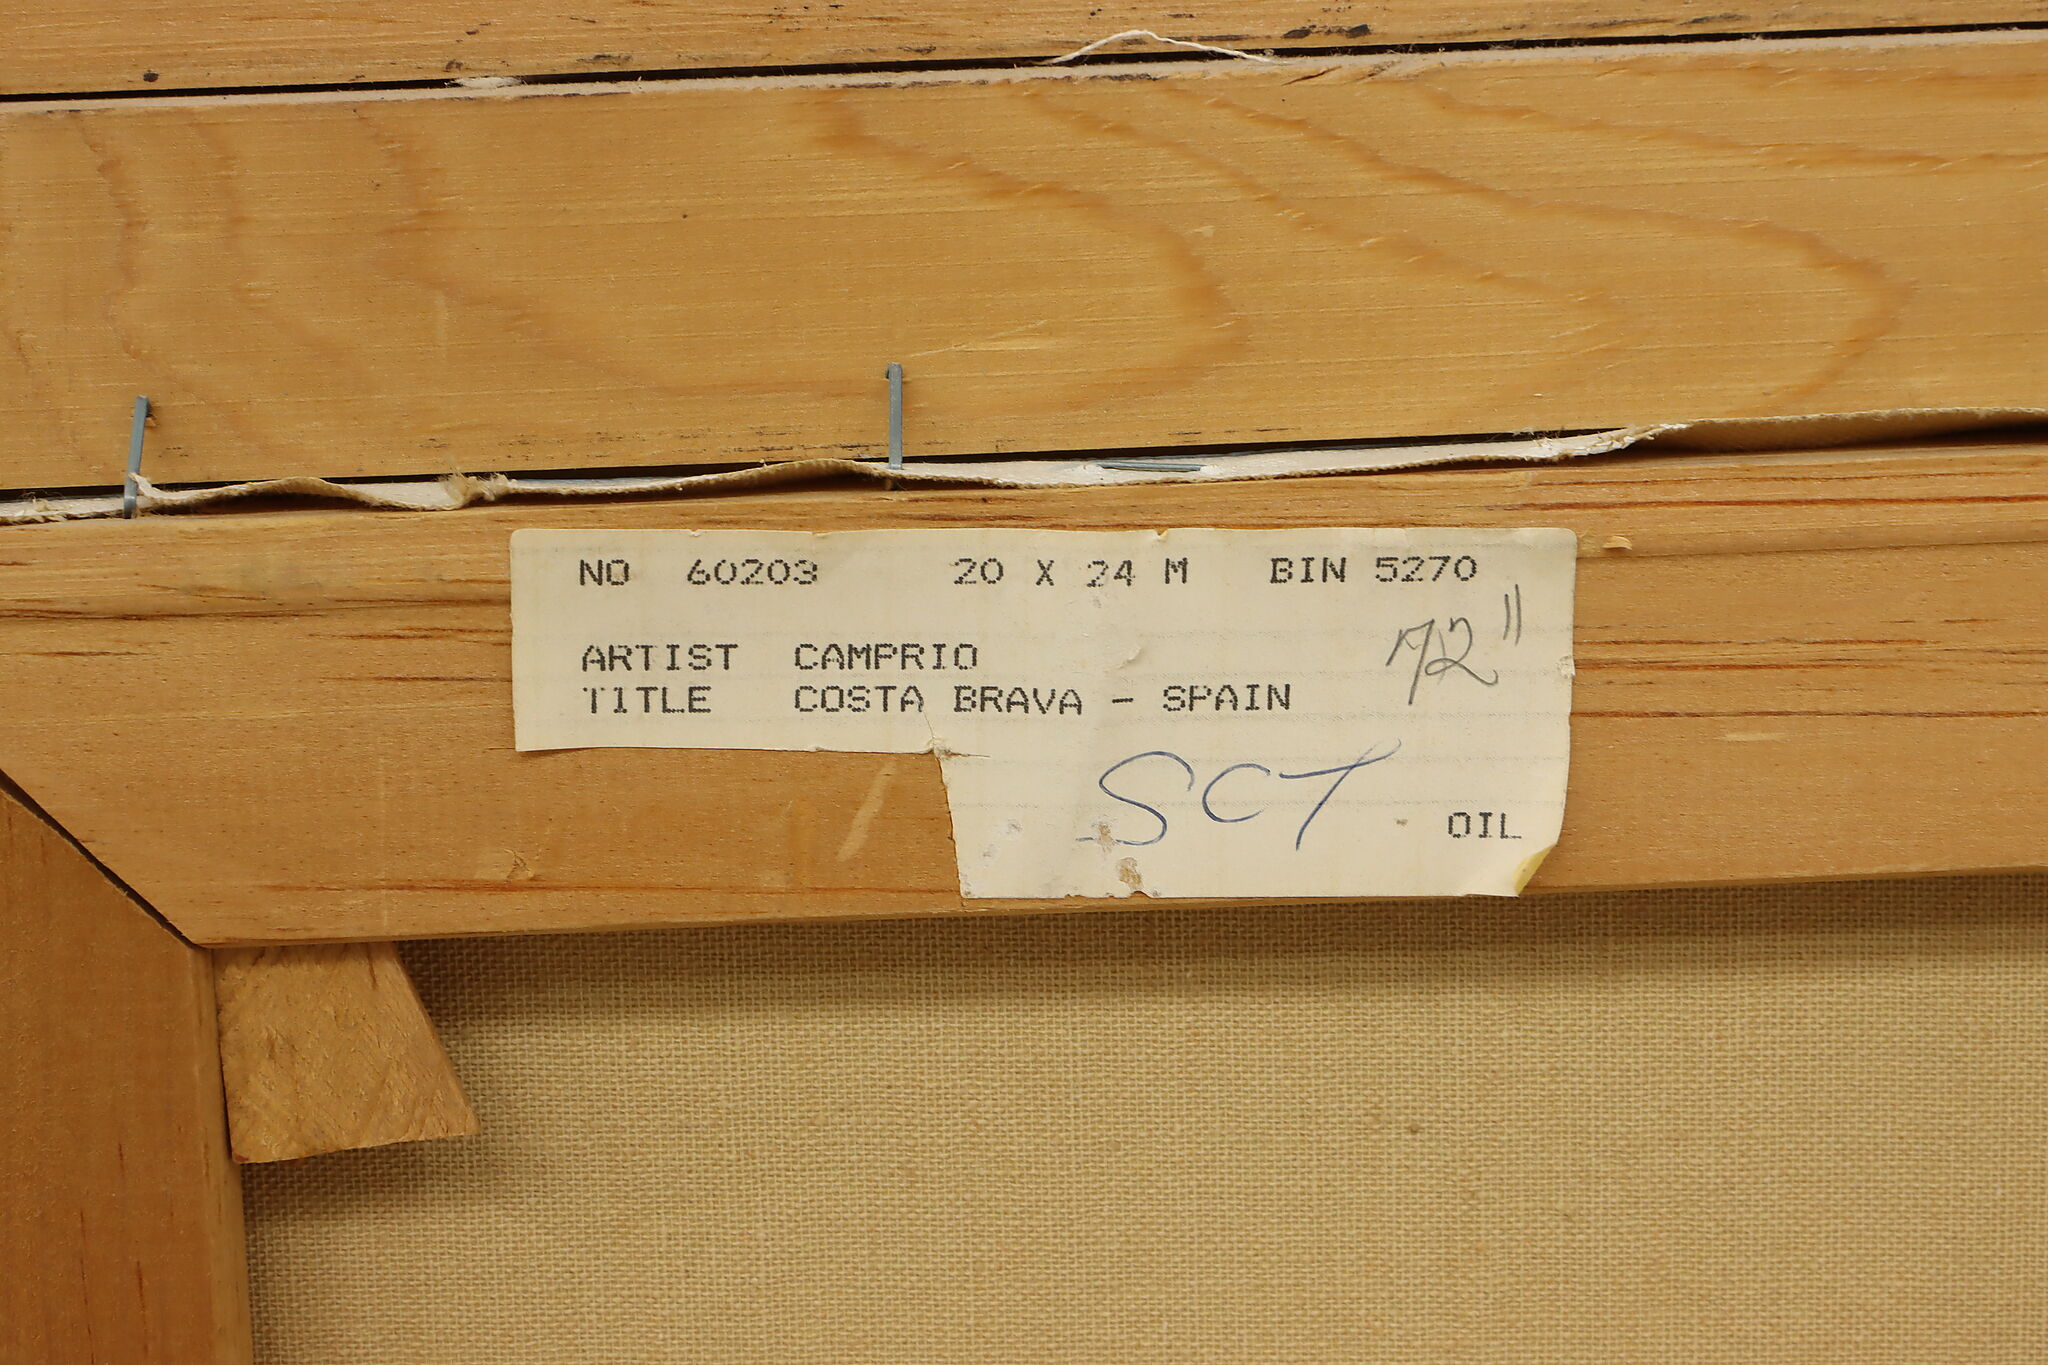 NO 60203 20 X 24 M BIN 5270
72"
ARTIST CAMPRIO
TITLE COSTA BRAVA - SPAIN
SCT
OIL